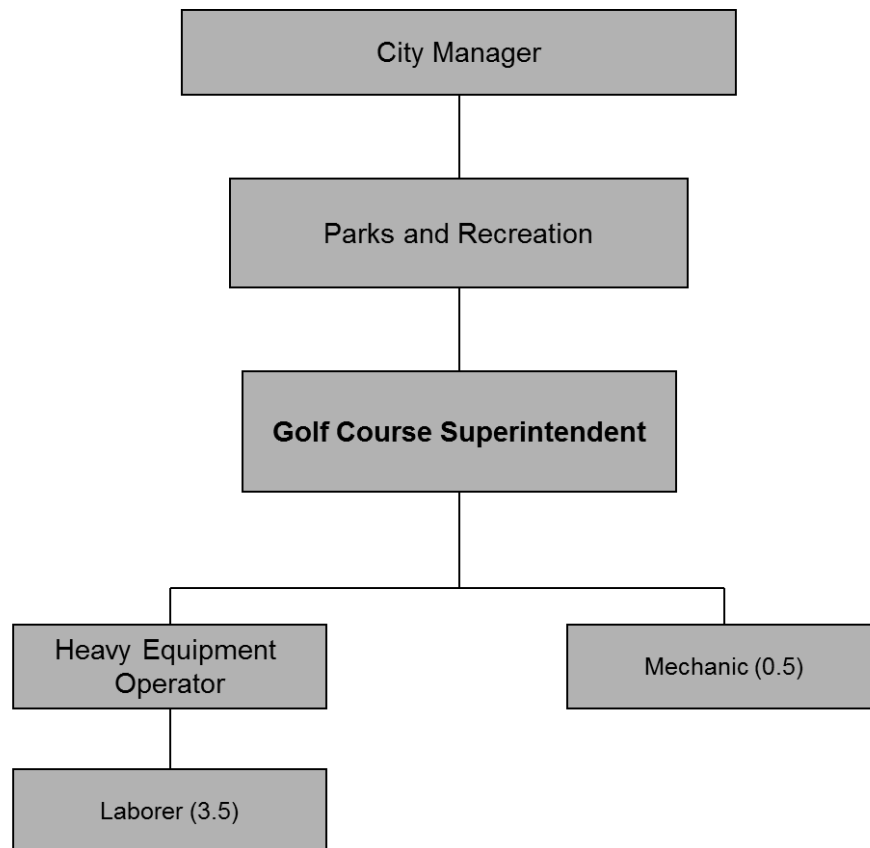 City Manager
Parks and Recreation
Golf Course Superintendent
Heavy Equipment
Operator
Mechanic (0.5)
Laborer (3.5)